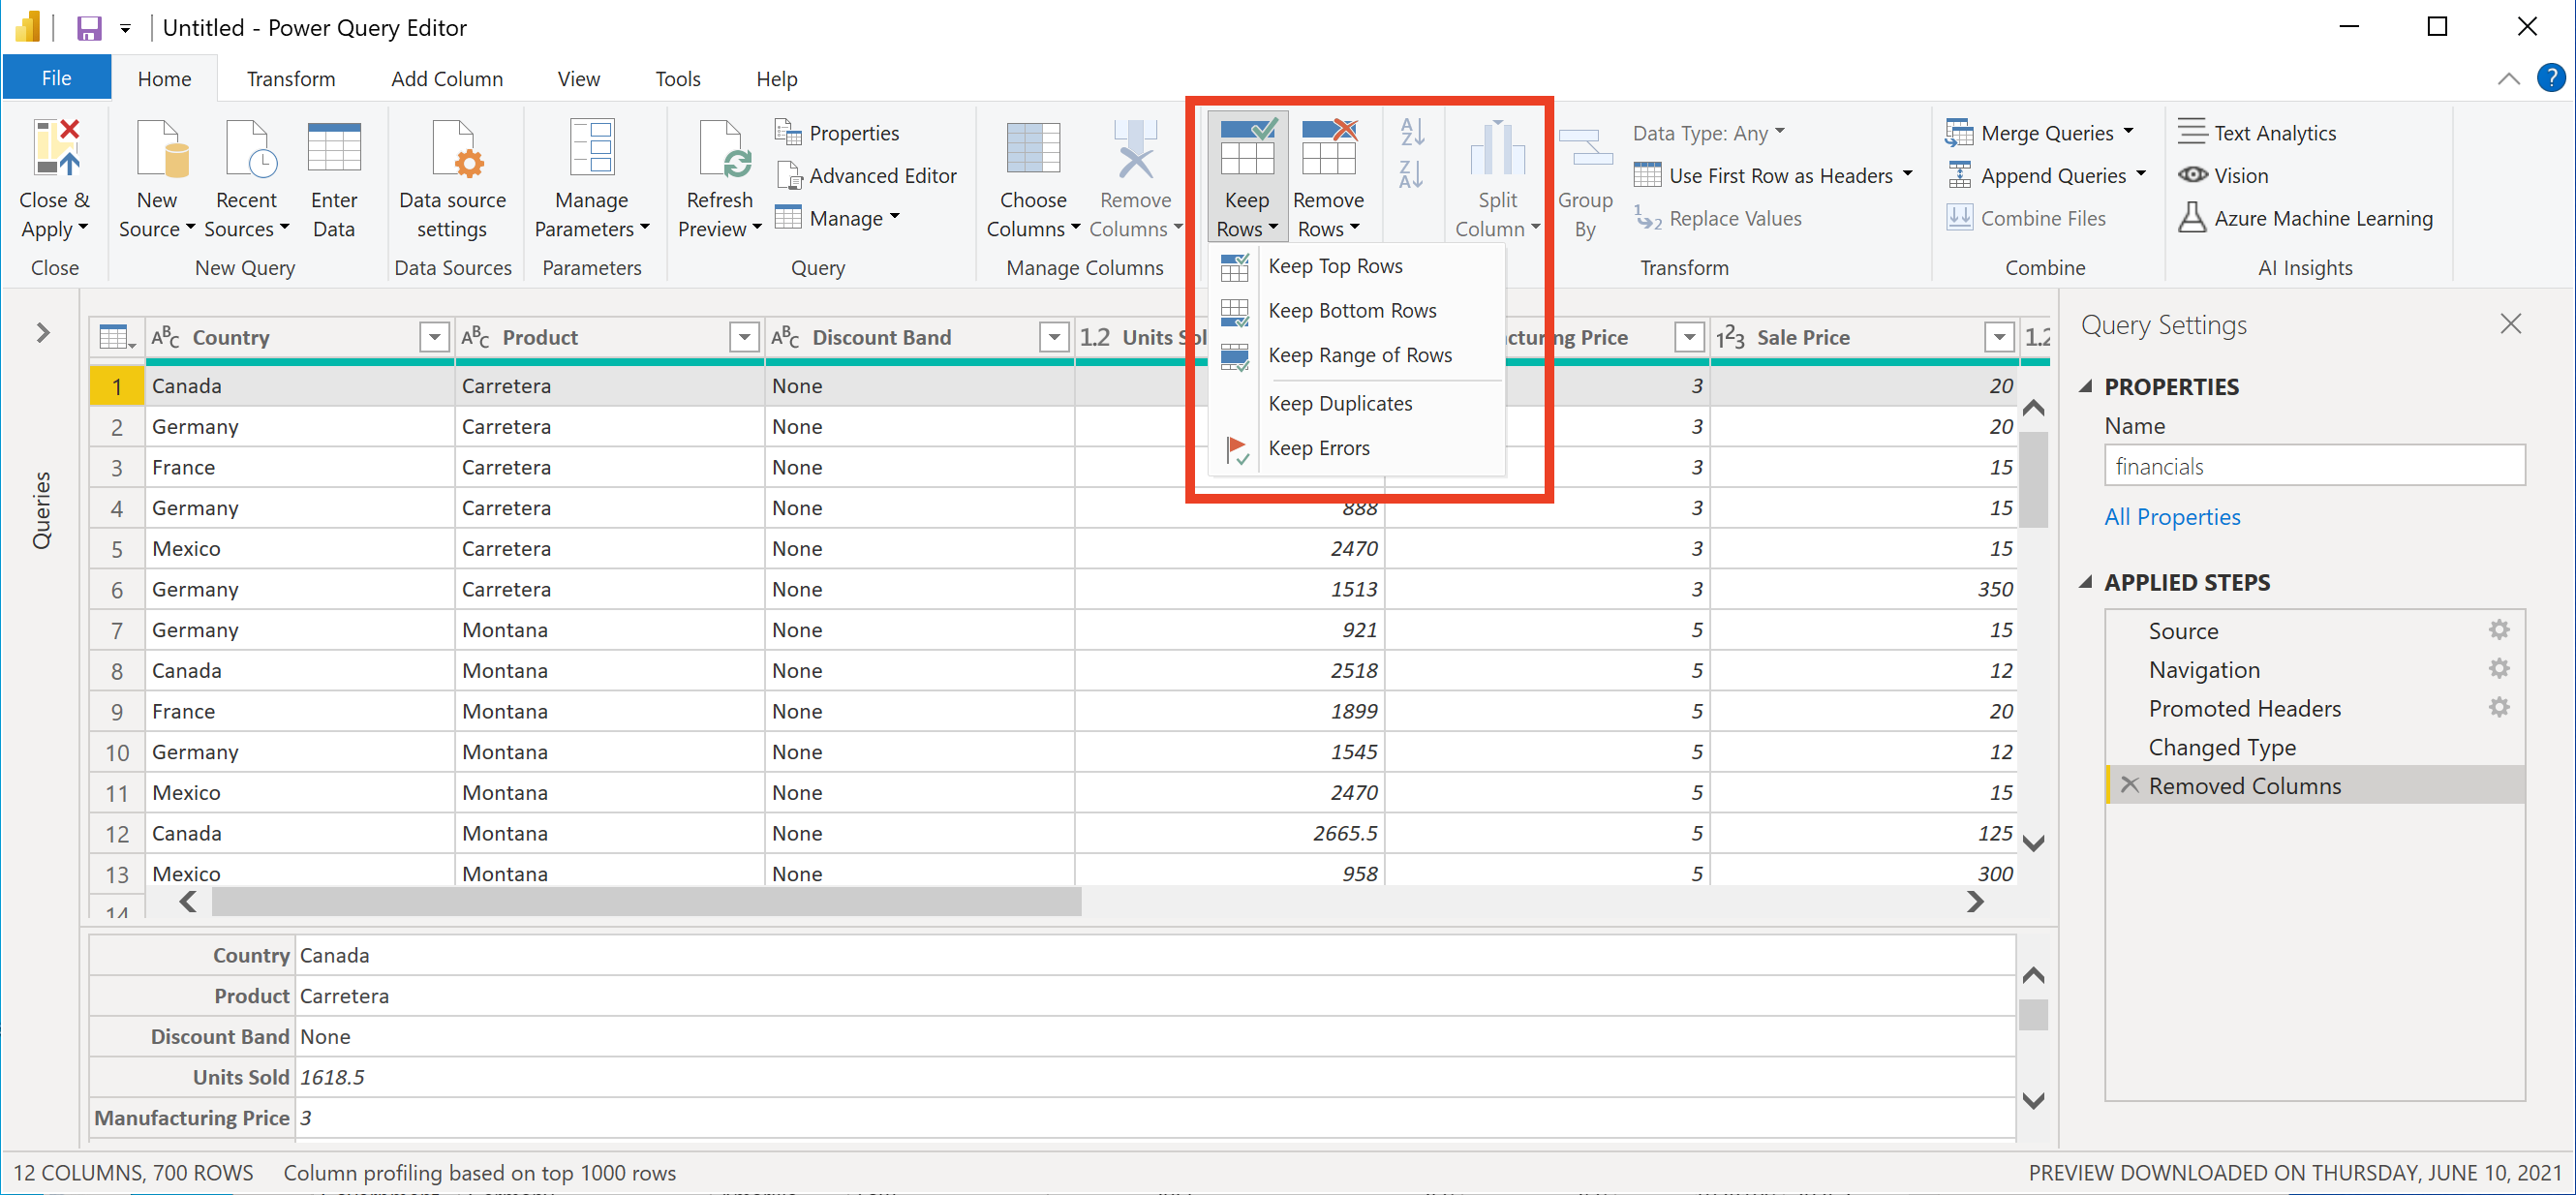 Untitled - Power Query Editor
File Home Transform Add Column View Tools Help
Close & Apply
Close
New Source
Recent Sources
Enter Data
New Query
Data source settings
Data Sources
Manage Parameters
Parameters
Refresh Preview
Properties
Advanced Editor
Manage
Query
Choose Columns
Remove Columns
Manage Columns
Keep Rows
Remove Rows
Keep Top Rows
Keep Bottom Rows
Keep Range of Rows
Keep Duplicates
Keep Errors
A Z
Z A
Split Column
Group By
Data Type: Any
Use First Row as Headers
1 2 Replace Values
Transform
Merge Queries
Append Queries
Combine Files
Combine
Text Analytics
Vision
Azure Machine Learning
AI Insights
?
Queries
ABC Country ABC Product ABC Discount Band 1.2 Units Sol cturing Price 123 Sale Price 1.2
1 Canada Carretera None 3 20
2 Germany Carretera None 3 20
3 France Carretera None 3 15
4 Germany Carretera None 888 3 15
5 Mexico Carretera None 2470 3 15
6 Germany Carretera None 1513 3 350
7 Germany Montana None 921 5 15
8 Canada Montana None 2518 5 12
9 France Montana None 1899 5 20
10 Germany Montana None 1545 5 12
11 Mexico Montana None 2470 5 15
12 Canada Montana None 2665.5 5 125
13 Mexico Montana None 958 5 300
14
Country Canada
Product Carretera
Discount Band None
Units Sold 1618.5
Manufacturing Price 3
Query Settings
PROPERTIES
Name
financials
All Properties
APPLIED STEPS
Source
Navigation
Promoted Headers
Changed Type
Removed Columns
12 COLUMNS, 700 ROWS Column profiling based on top 1000 rows
PREVIEW DOWNLOADED ON THURSDAY, JUNE 10, 2021